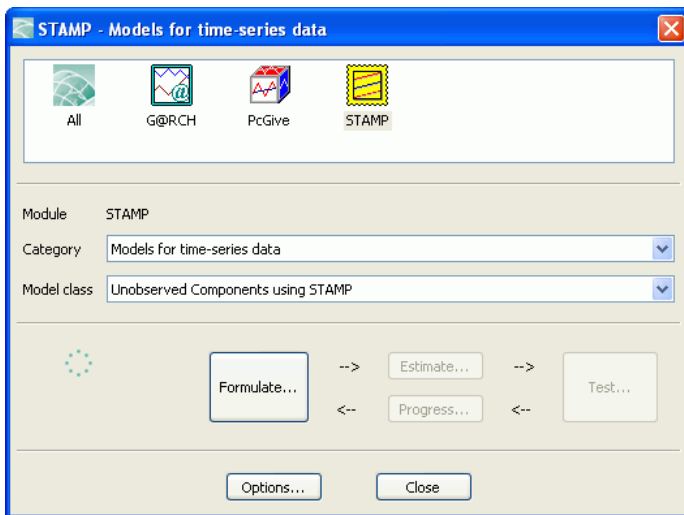 STAMP - Models for time-series data
All G@RCH PcGive STAMP
Module STAMP
Category Models for time-series data
Model class Unobserved Components using STAMP
--> Estimate... -->
Formulate... Test...
<-- Progress... <--
Options... Close